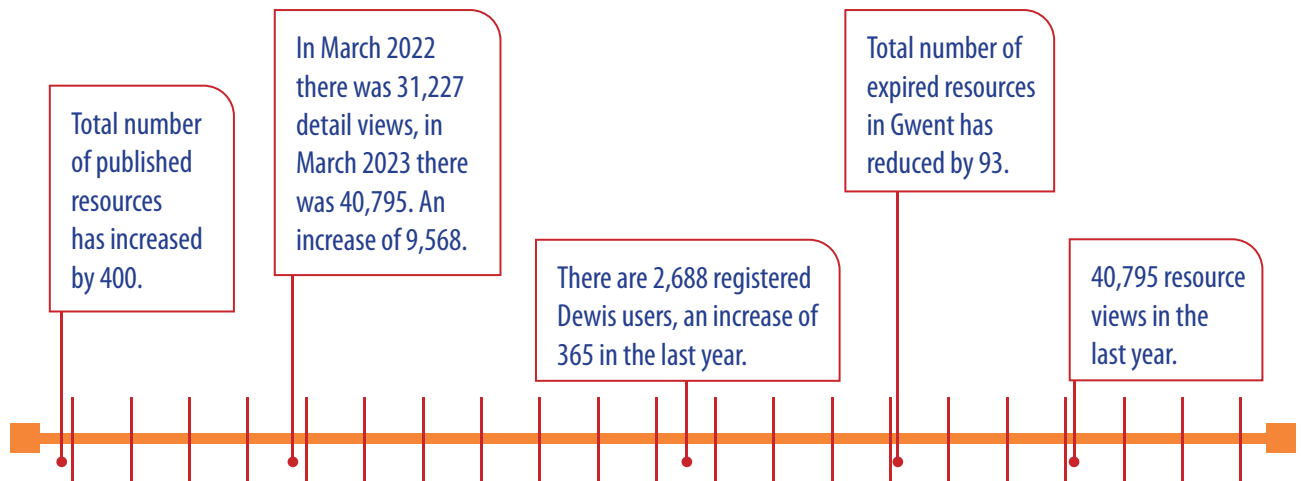 Total number
of published
resources
has increased
by 400.
In March 2022
there was 31,227
detail views, in
March 2023 there
was 40,795. An
increase of 9,568.
There are 2,688 registered
Dewis users, an increase of
365 in the last year.
Total number of
expired resources
in Gwent has
reduced by 93.
40,795 resource
views in the
last year.